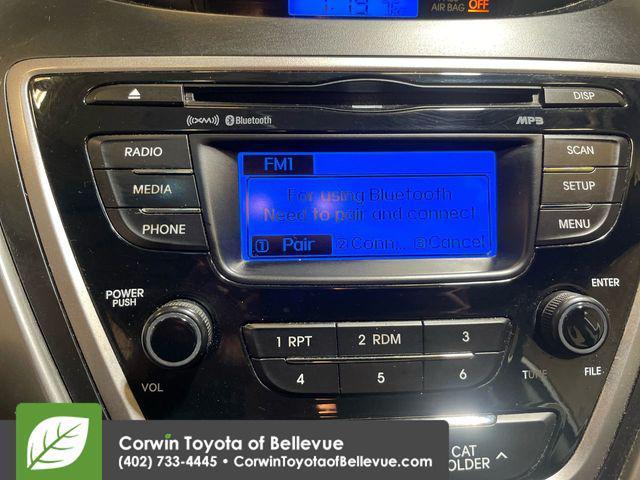 AIR BAG OFF
DISP
((XM)) Bluetooth
MP3
RADIO
FM1
SCAN
MEDIA
For using Bluetooth
SETUP
Need to pair and connect
PHONE
1 Pair 2 Conn... 3 Cancel
MENU
POWER
PUSH
ENTER
1 RPT
2 RDM
3
4
5
6
VOL
TUNE
FILE
Corwin Toyota of Bellevue
(402) 733-4445 • CorwinToyotaofBellevue.com